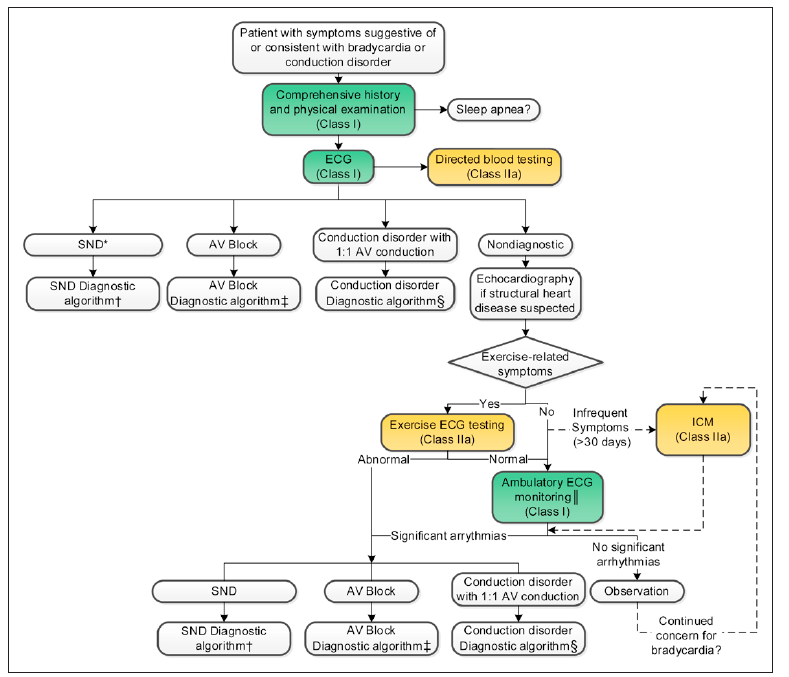 Patient with symptoms suggestive of
or consistent with bradycardia or
conduction disorder
Comprehensive history
and physical examination
(Class I)
Sleep apnea?
ECG
(Class I)
Directed blood testing
(Class IIa)
SND*
AV Block
Conduction disorder with
1:1 AV conduction
Nondiagnostic
SND Diagnostic
algorithm†
AV Block
Diagnostic algorithm‡
Conduction disorder
Diagnostic algorithm§
Echocardiography
if structural heart
disease suspected
Exercise-related
symptoms
Yes
No
Infrequent
Symptoms
(>30 days)
ICM
(Class IIa)
Exercise ECG testing
(Class IIa)
Abnormal
Normal
Ambulatory ECG
monitoring‖
(Class I)
Significant arrythmias
No significant
arrhythmias
SND
AV Block
Conduction disorder
with 1:1 AV conduction
Observation
SND Diagnostic
algorithm†
AV Block
Diagnostic algorithm‡
Conduction disorder
Diagnostic algorithm§
Continued
concern for
bradycardia?